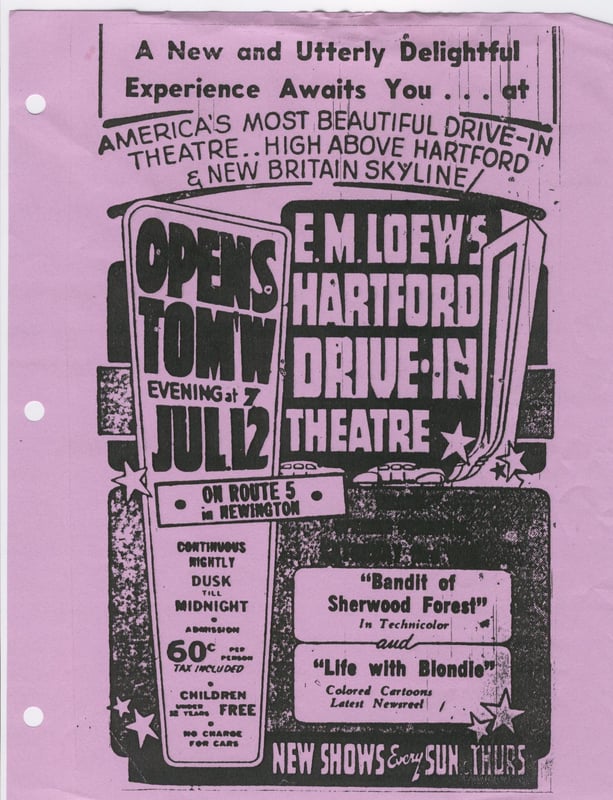 A New and Utterly Delightful
Experience Awaits You . . . at
AMERICA'S MOST BEAUTIFUL DRIVE-IN
THEATRE.. HIGH ABOVE HARTFORD
& NEW BRITAIN SKYLINE!
OPENS
TOM'W
EVENING at 7
JUL.12
E.M. LOEW'S
HARTFORD
DRIVE-IN
THEATRE
ON ROUTE 5
in NEWINGTON
CONTINUOUS
NIGHTLY
DUSK
TILL
MIDNIGHT
ADMISSION
60c PER PERSON
TAX INCLUDED
CHILDREN
UNDER 12 YEARS FREE
NO CHARGE
FOR CARS
"Bandit of
Sherwood Forest"
In Technicolor
and
"Life with Blondie"
Colored Cartoons
Latest Newsreel
NEW SHOWS Every SUN. THURS